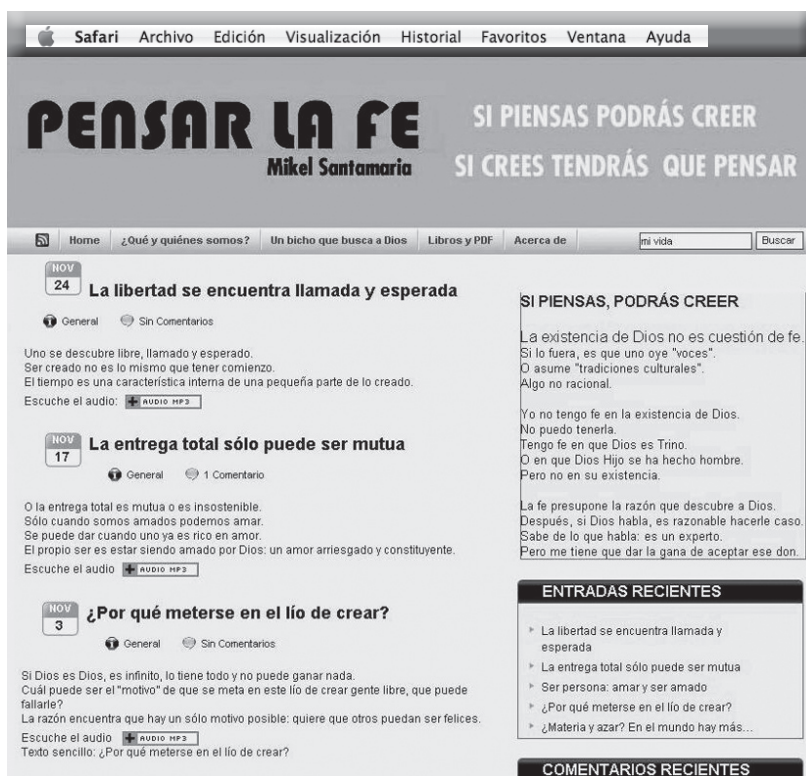 Safari Archivo Edición Visualización Historial Favoritos Ventana Ayuda
PENSAR LA FE
Mikel Santamaria
SI PIENSAS PODRÁS CREER
SI CREES TENDRÁS QUE PENSAR
Home ¿Qué y quiénes somos? Un bicho que busca a Dios Libros y PDF Acerca de mi vida Buscar
NOV
24
La libertad se encuentra llamada y esperada
General Sin Comentarios
Uno se descubre libre, llamado y esperado.
Ser creado no es lo mismo que tener comienzo.
El tiempo es una característica interna de una pequeña parte de lo creado.
Escuche el audio: AUDIO MP3
NOV
17
La entrega total sólo puede ser mutua
General 1 Comentario
O la entrega total es mutua o es insostenible.
Sólo cuando somos amados podemos amar.
Se puede dar cuando uno ya es rico en amor.
El propio ser es estar siendo amado por Dios: un amor arriesgado y constituyente.
Escuche el audio AUDIO MP3
NOV
3
¿Por qué meterse en el lío de crear?
General Sin Comentarios
Si Dios es Dios, es infinito, lo tiene todo y no puede ganar nada.
Cuál puede ser el "motivo" de que se meta en este lío de crear gente libre, que puede
fallarle?
La razón encuentra que hay un sólo motivo posible: quiere que otros puedan ser felices.
Escuche el audio AUDIO MP3
Texto sencillo: ¿Por qué meterse en el lío de crear?
SI PIENSAS, PODRÁS CREER
La existencia de Dios no es cuestión de fe.
Si lo fuera, es que uno oye "voces".
O asume "tradiciones culturales".
Algo no racional.
Yo no tengo fe en la existencia de Dios.
No puedo tenerla.
Tengo fe en que Dios es Trino.
O en que Dios Hijo se ha hecho hombre.
Pero no en su existencia.
La fe presupone la razón que descubre a Dios.
Después, si Dios habla, es razonable hacerle caso.
Sabe de lo que habla: es un experto.
Pero me tiene que dar la gana de aceptar ese don.
ENTRADAS RECIENTES
La libertad se encuentra llamada y
esperada
La entrega total sólo puede ser mutua
Ser persona: amar y ser amado
¿Por qué meterse en el lío de crear?
¿Materia y azar? En el mundo hay más...
COMENTARIOS RECIENTES